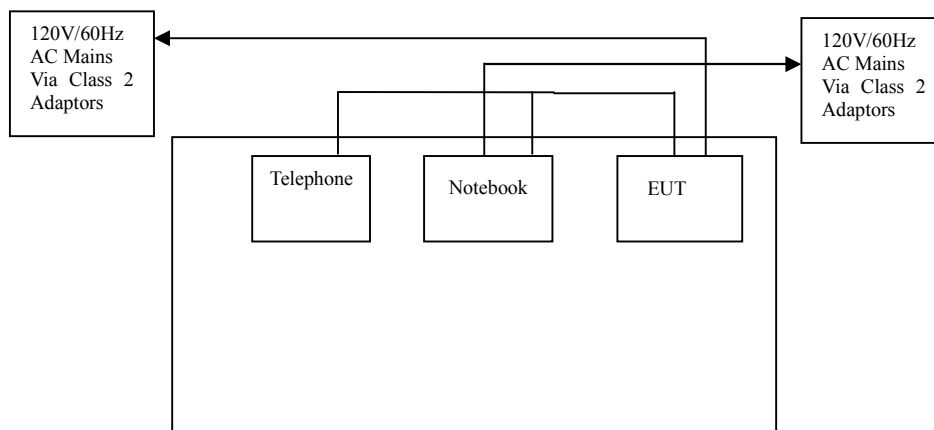 120V/60Hz
AC Mains
Via Class 2
Adaptors
120V/60Hz
AC Mains
Via Class 2
Adaptors
Telephone
Notebook
EUT